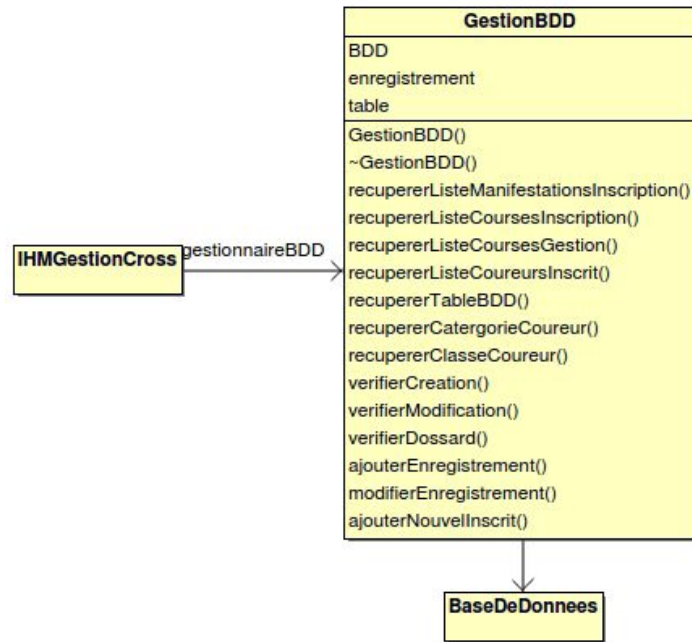 GestionBDD
BDD
enregistrement
table
GestionBDD()
~GestionBDD()
recupererListeManifestationsInscription()
recupererListeCoursesInscription()
recupererListeCoursesGestion()
recupererListeCoureursInscrit()
recupererTableBDD()
recupererCatergorieCoureur()
recupererClasseCoureur()
verifierCreation()
verifierModification()
verifierDossard()
ajouterEnregistrement()
modifierEnregistrement()
ajouterNouvelInscrit()
IHMGestionCross
gestionnaireBDD
BaseDeDonnees